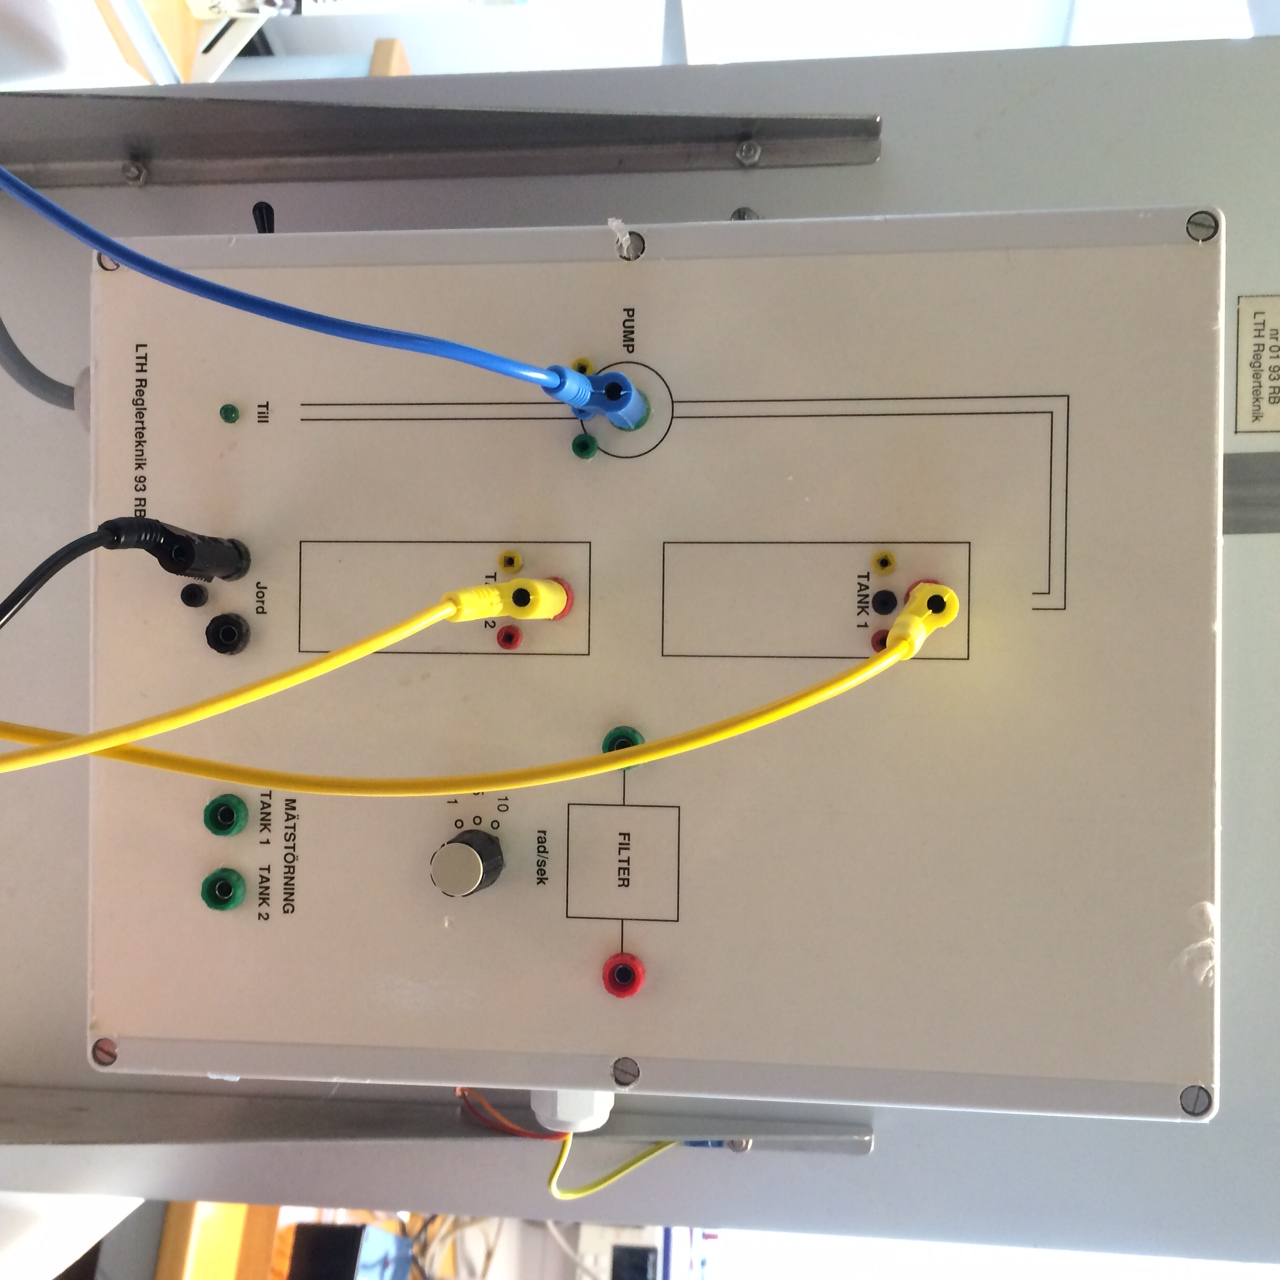 nr 01 93 RB
LTH Reglerteknik
PUMP
TANK 1
2
Till
Jord
LTH Reglerteknik 93 RB
FILTER
rad/sek
10
1
MÄTSTÖRNING
TANK 1 TANK 2